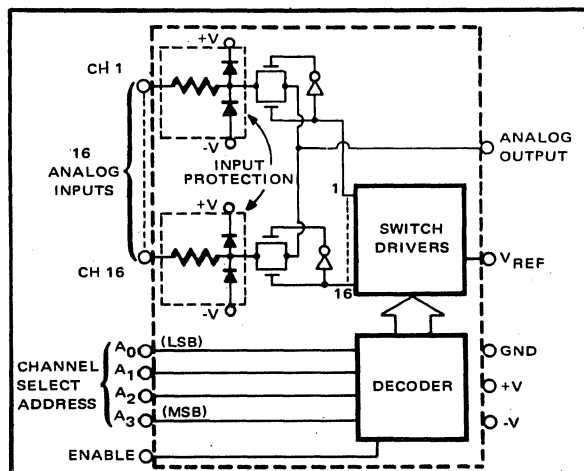 +V
CH 1
-V
16
ANALOG
INPUTS
INPUT
PROTECTION
ANALOG
OUTPUT
1
+V
SWITCH
DRIVERS
VREF
CH 16
16
-V
CHANNEL
SELECT
ADDRESS
A0 (LSB)
A1
A2
A3 (MSB)
DECODER
GND
+V
-V
ENABLE